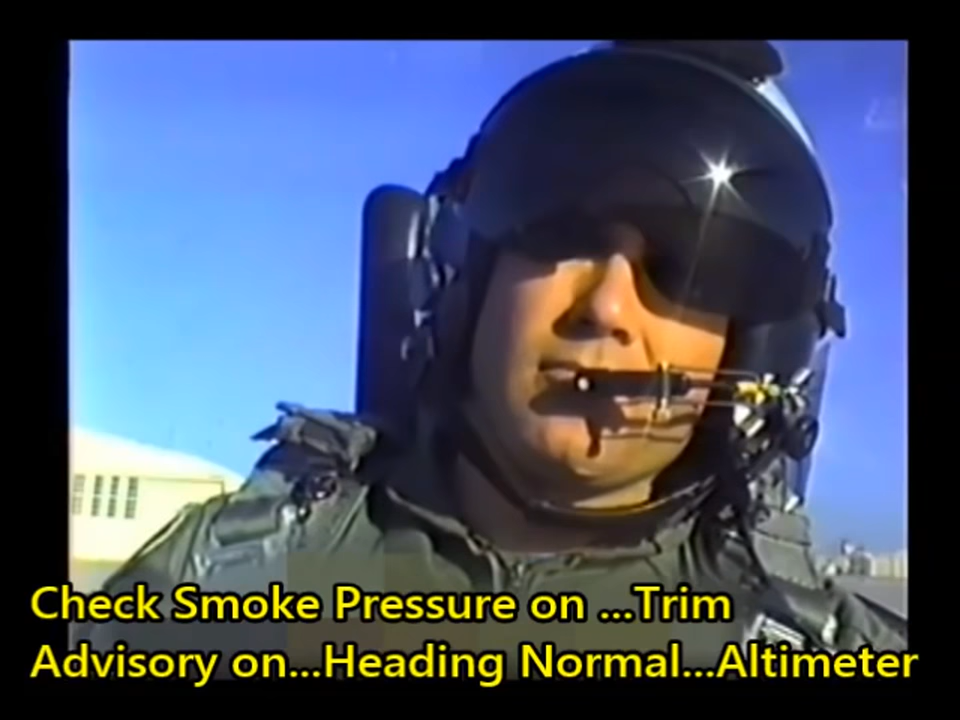 Check Smoke Pressure on ...Trim
Advisory on...Heading Normal...Altimeter